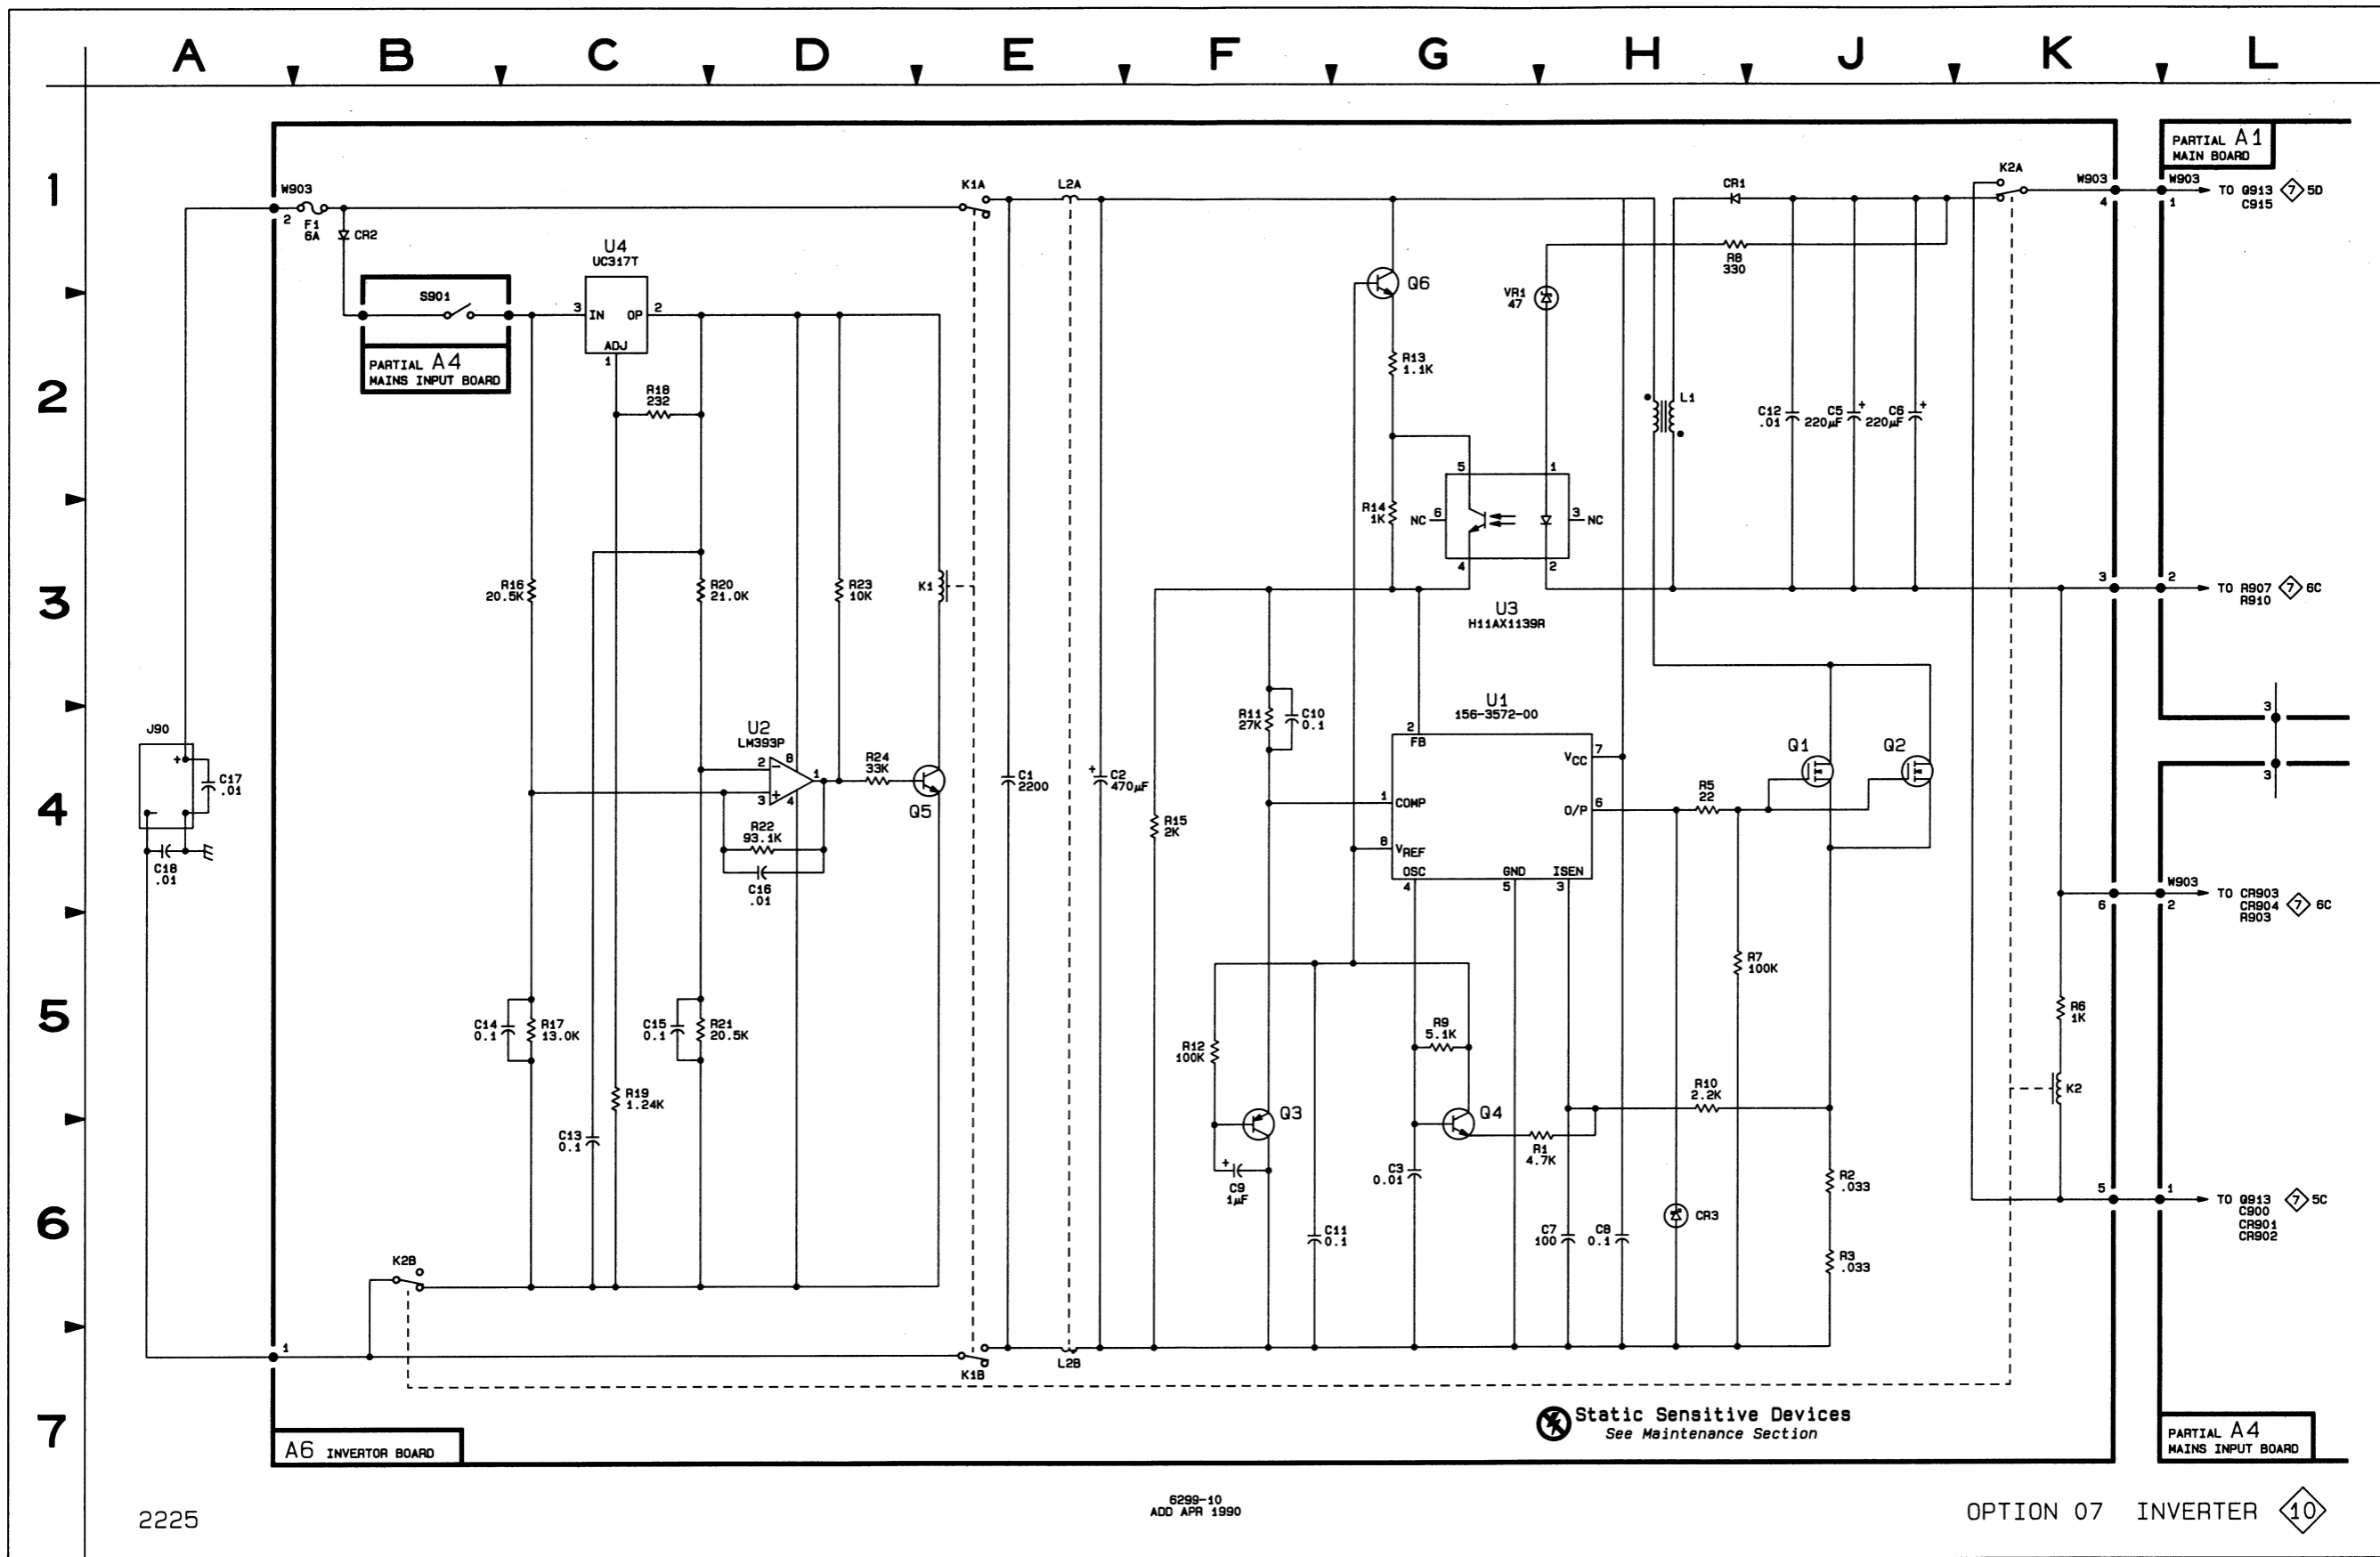 A B C D E F G H J K L
1
2
3
4
5
6
7
PARTIAL A1
MAIN BOARD
W903
2
F1
6A
CR2
S901
PARTIAL A4
MAINS INPUT BOARD
U4
UC317T
3 IN OP 2
ADJ
1
R18
232
K1A
L2A
Q6
R13
1.1K
VR1
47
CR1
R8
330
K2A
W903
4
W903
1
TO Q913 7 5D
C915
L1
C12
.01
C5
220µF
+
C6
220µF
+
R14
1K
5
1
NC 6
3 NC
4
2
U3
H11AX1139R
R16
20.5K
R20
21.0K
R23
10K
K1
3
2
TO R907 7 6C
R910
J90
+
-
C17
.01
C18
.01
U2
LM393P
2 -
3 +
8
1
4
R24
33K
Q5
R22
93.1K
C16
.01
C1
2200
+
C2
470µF
R15
2K
R11
27K
C10
0.1
U1
156-3572-00
2
FB
VCC 7
1 COMP
O/P 6
8 VREF
OSC
4
GND
5
ISEN
3
R5
22
Q1
Q2
3
3
W903
6
2
TO CR903
CR904 7 6C
R903
R7
100K
C14
0.1
R17
13.0K
C15
0.1
R21
20.5K
R12
100K
R9
5.1K
R6
1K
K2
R19
1.24K
C13
0.1
Q3
Q4
R10
2.2K
R1
4.7K
+
C9
1µF
C3
0.01
C11
0.1
C7
100
C8
0.1
CR3
R2
.033
R3
.033
5
1
TO Q913 7 5C
C900
CR901
CR902
K2B
1
K1B
L2B
Static Sensitive Devices
See Maintenance Section
A6 INVERTOR BOARD
PARTIAL A4
MAINS INPUT BOARD
2225
6299-10
ADD APR 1990
OPTION 07 INVERTER 10